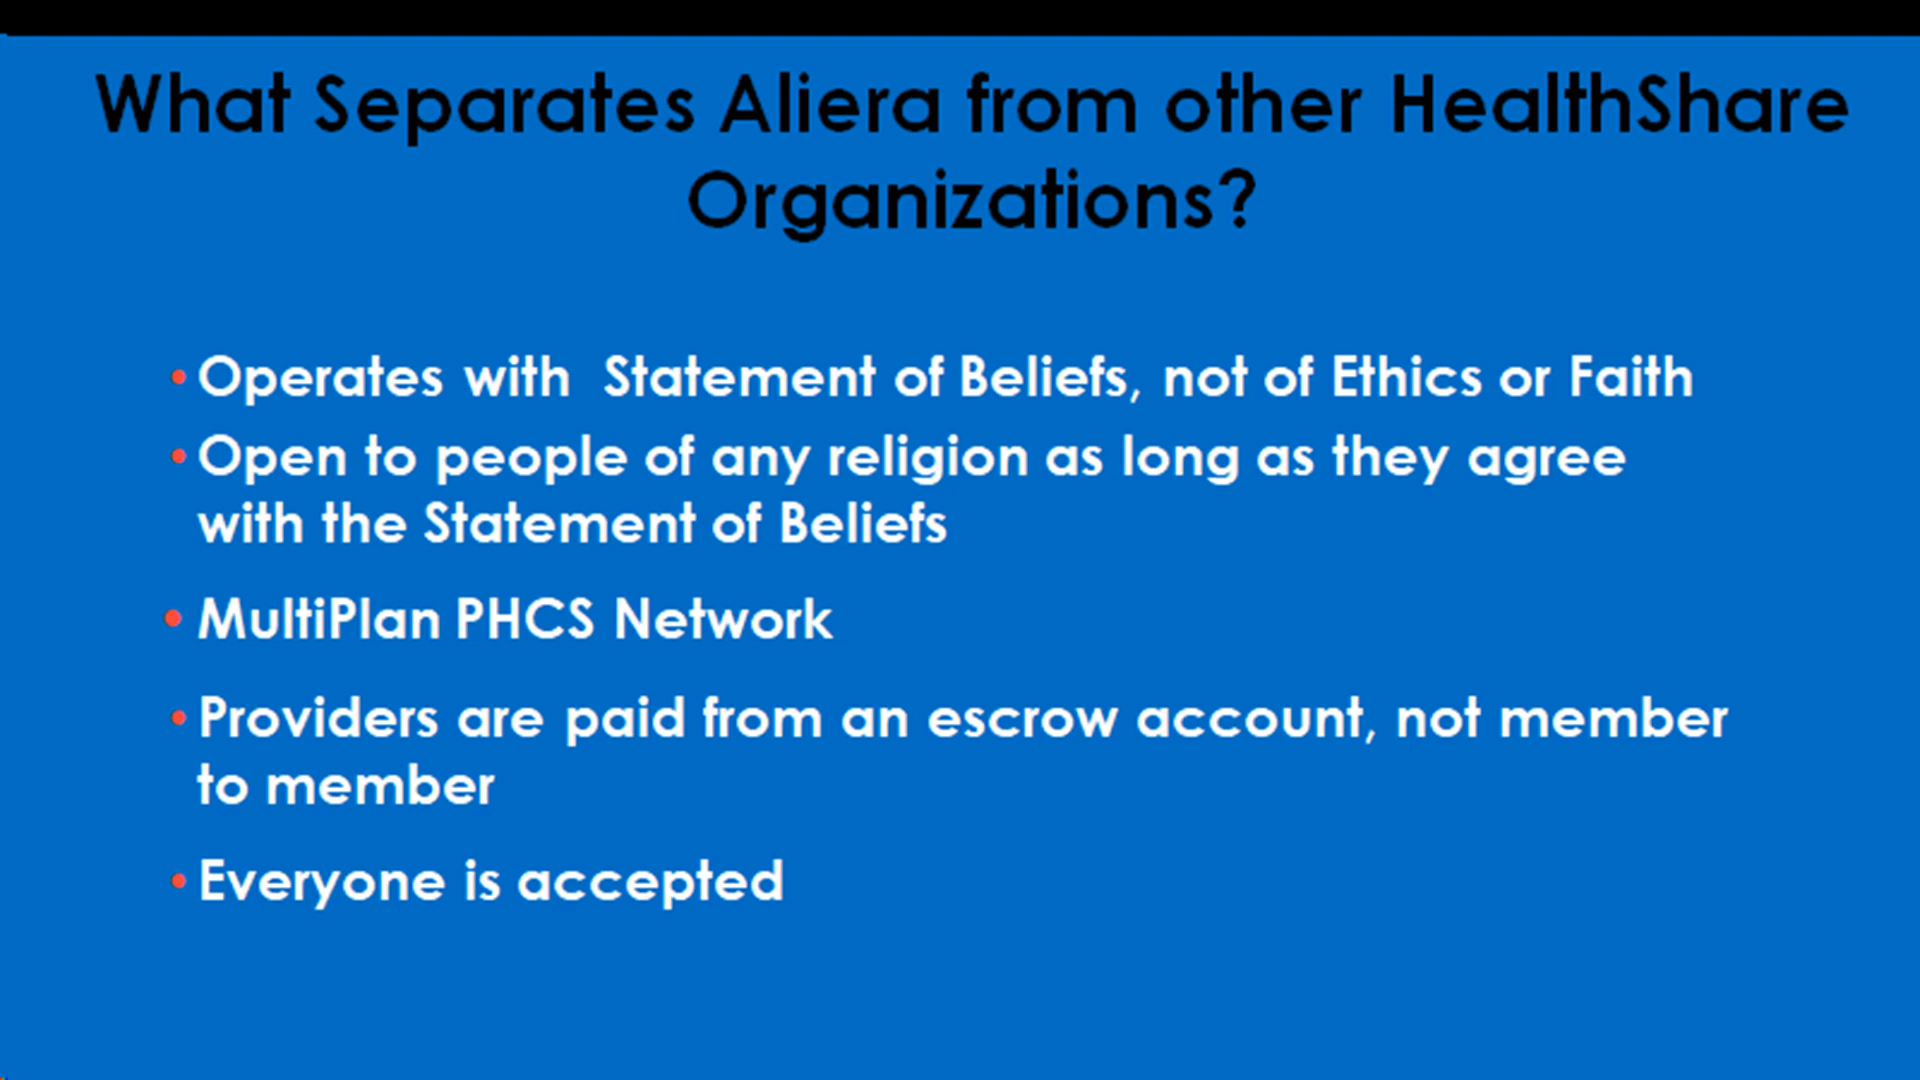 What Separates Aliera from other HealthShare
Organizations?
• Operates with  Statement of Beliefs, not of Ethics or Faith
• Open to people of any religion as long as they agree
with the Statement of Beliefs
• MultiPlan PHCS Network
• Providers are paid from an escrow account, not member
to member
• Everyone is accepted